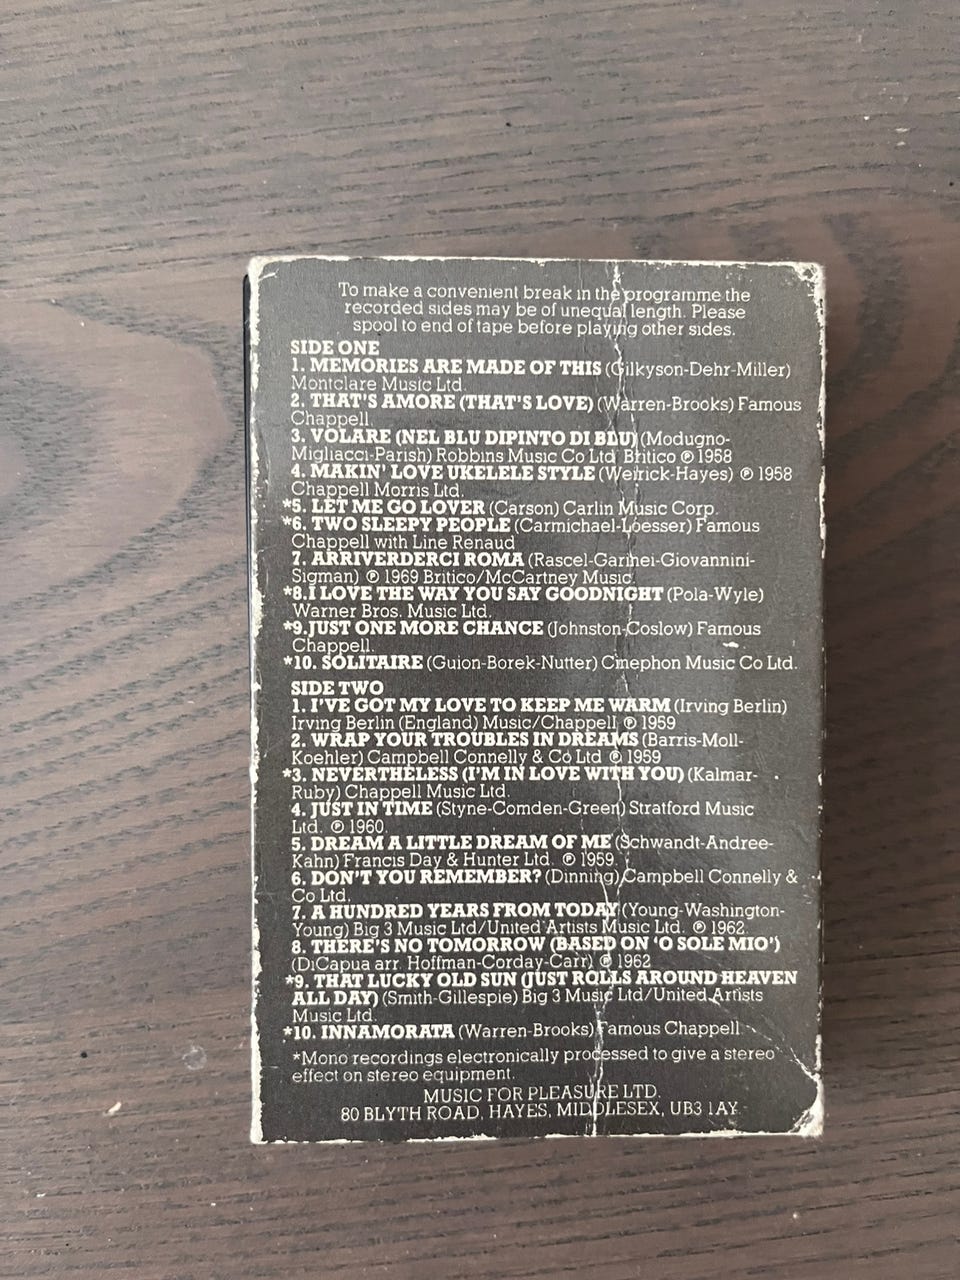 To make a convenient break in the programme the
recorded sides may be of unequal length. Please
spool to end of tape before playing other sides.
SIDE ONE
1. MEMORIES ARE MADE OF THIS (Gilkyson-Dehr-Miller)
Montclare Music Ltd.
2. THAT'S AMORE (THAT'S LOVE) (Warren-Brooks) Famous
Chappell.
3. VOLARE (NEL BLU DIPINTO DI BLU) (Modugno-
Migliacci-Parish) Robbins Music Co Ltd Britico ℗ 1958
4. MAKIN' LOVE UKELELE STYLE (Weirick-Hayes) ℗ 1958
Chappell Morris Ltd.
*5. LET ME GO LOVER (Carson) Carlin Music Corp.
*6. TWO SLEEPY PEOPLE (Carmichael-Loesser) Famous
Chappell with Line Renaud
7. ARRIVERDERCI ROMA (Rascel-Garinei-Giovannini-
Sigman) ℗ 1969 Britico/McCartney Music.
*8. I LOVE THE WAY YOU SAY GOODNIGHT (Pola-Wyle)
Warner Bros. Music Ltd.
*9. JUST ONE MORE CHANCE (Johnston-Coslow) Famous
Chappell.
*10. SOLITAIRE (Guion-Borek-Nutter) Cinephon Music Co Ltd.
SIDE TWO
1. I'VE GOT MY LOVE TO KEEP ME WARM (Irving Berlin)
Irving Berlin (England) Music/Chappell ℗ 1959
2. WRAP YOUR TROUBLES IN DREAMS (Barris-Moll-
Koehler) Campbell Connelly & Co Ltd ℗ 1959
*3. NEVERTHELESS (I'M IN LOVE WITH YOU) (Kalmar-
Ruby) Chappell Music Ltd.
4. JUST IN TIME (Styne-Comden-Green) Stratford Music
Ltd. ℗ 1960.
5. DREAM A LITTLE DREAM OF ME (Schwandt-Andree-
Kahn) Francis Day & Hunter Ltd. ℗ 1959.
6. DON'T YOU REMEMBER? (Dinning) Campbell Connelly &
Co Ltd.
7. A HUNDRED YEARS FROM TODAY (Young-Washington-
Young) Big 3 Music Ltd/United Artists Music Ltd. ℗ 1962
8. THERE'S NO TOMORROW (BASED ON 'O SOLE MIO')
(DiCapua arr. Hoffman-Corday-Carr) ℗ 1962
*9. THAT LUCKY OLD SUN (JUST ROLLS AROUND HEAVEN
ALL DAY) (Smith-Gillespie) Big 3 Music Ltd/United Artists
Music Ltd.
*10. INNAMORATA (Warren-Brooks) Famous Chappell
*Mono recordings electronically processed to give a stereo
effect on stereo equipment.
MUSIC FOR PLEASURE LTD.
80 BLYTH ROAD, HAYES, MIDDLESEX, UB3 1AY